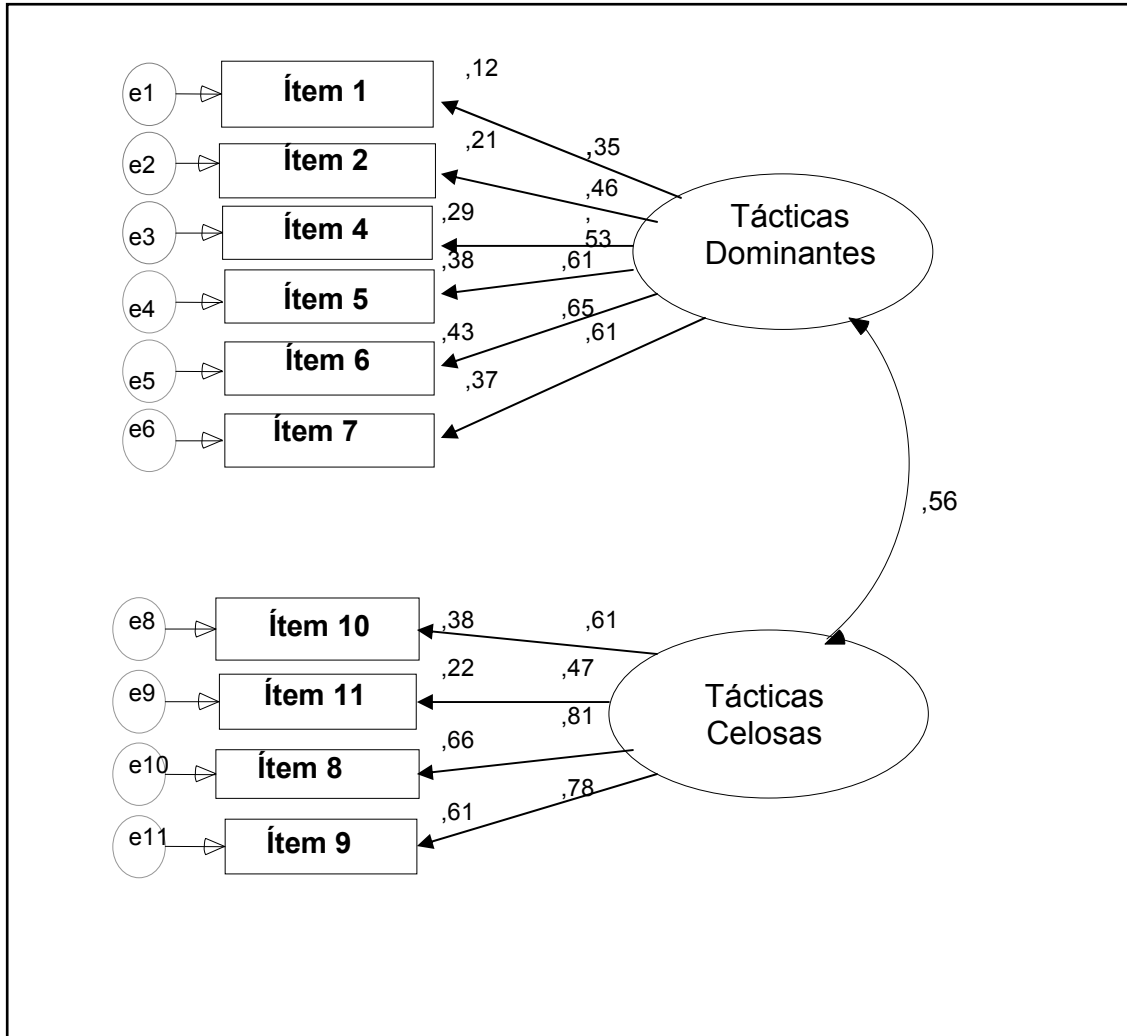 ,12
e1
Ítem 1
,21
,35
e2
Ítem 2
,46
,29
,
e3
Ítem 4
,53
,38
,61
e4
Ítem 5
,65
,43
,61
e5
Ítem 6
,37
e6
Ítem 7
Tácticas
Dominantes
,56
e8
Ítem 10
,38
,61
e9
Ítem 11
,22
,47
,81
e10
Ítem 8
,66
,78
e11
Ítem 9
,61
Tácticas
Celosas